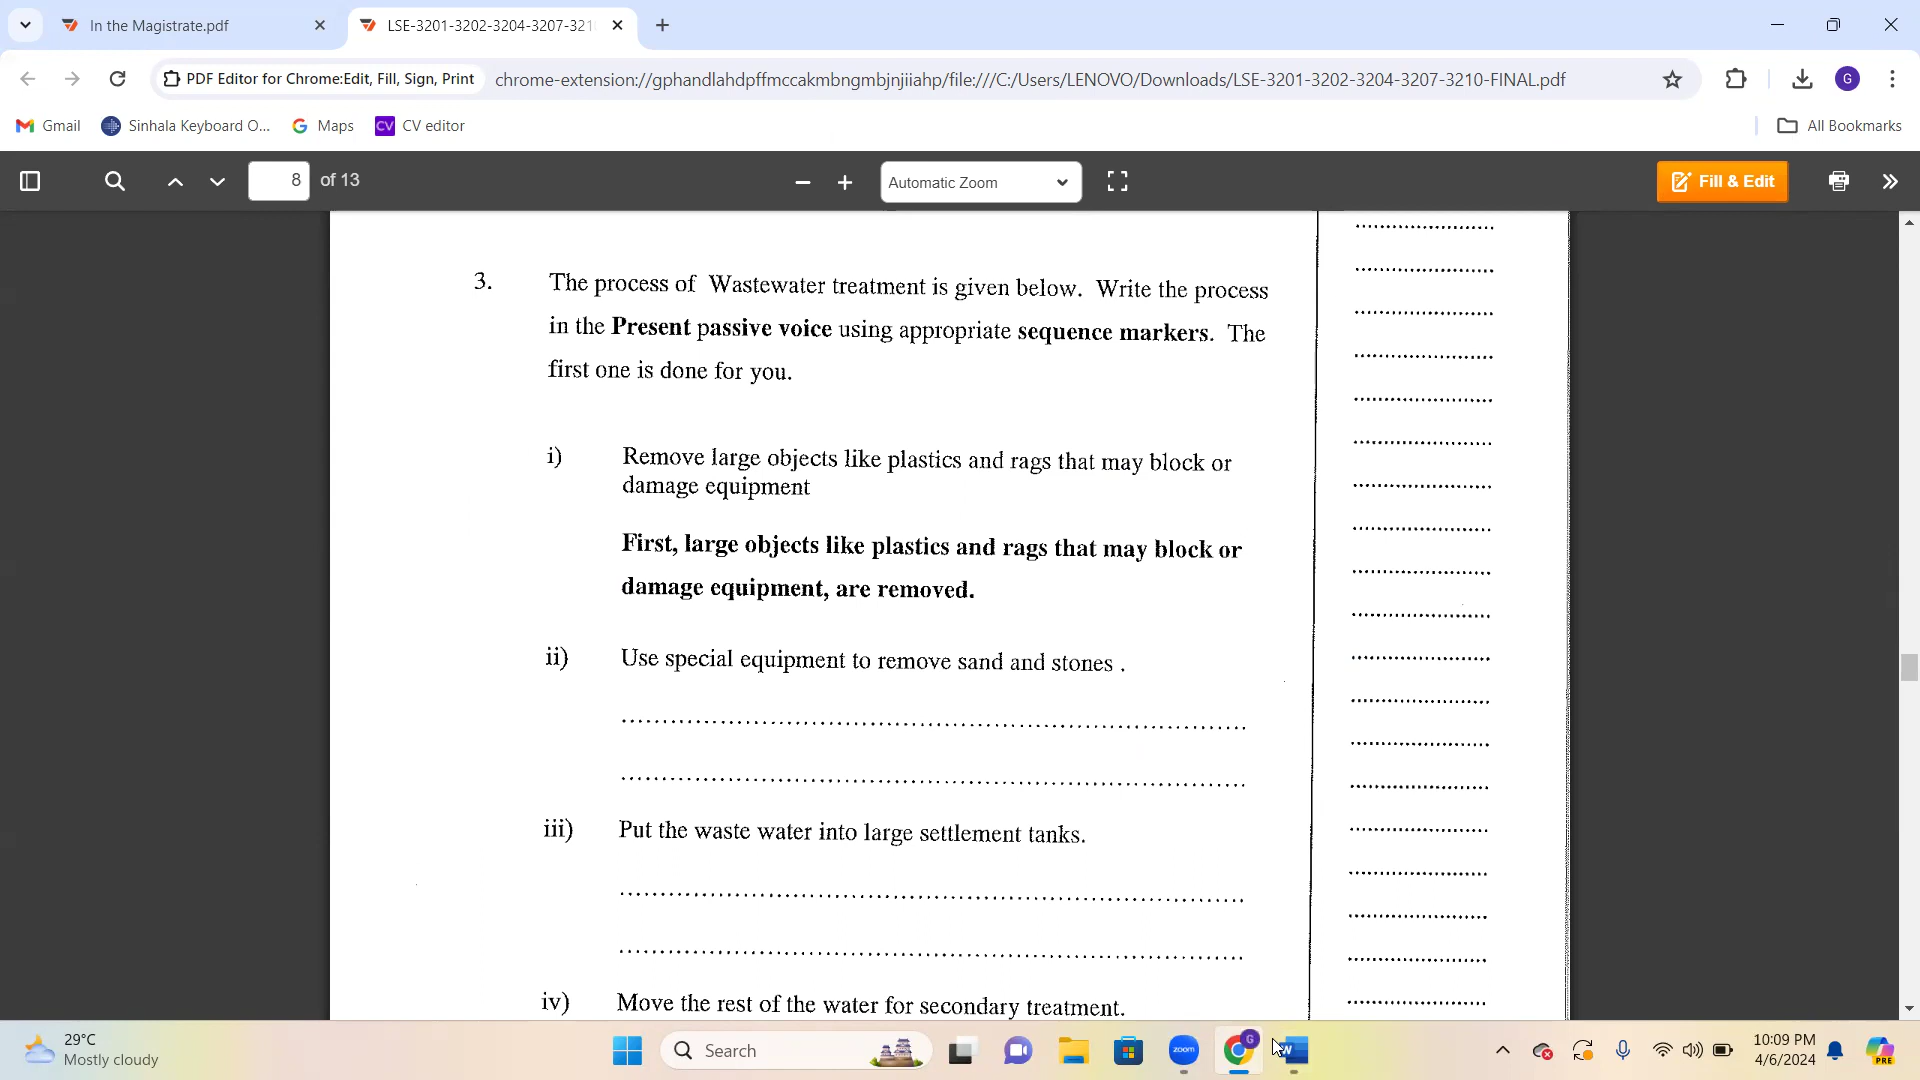 In the Magistrate.pdf
LSE-3201-3202-3204-3207-321
PDF Editor for Chrome:Edit, Fill, Sign, Print
chrome-extension://gphandlahdpffmccakmbngmbjnjiiahp/file:///C:/Users/LENOVO/Downloads/LSE-3201-3202-3204-3207-3210-FINAL.pdf
G
Gmail
Sinhala Keyboard O...
Maps
CV CV editor
All Bookmarks
8 of 13
Automatic Zoom
Fill & Edit
3. The process of Wastewater treatment is given below. Write the process
in the Present passive voice using appropriate sequence markers. The
first one is done for you.
i) Remove large objects like plastics and rags that may block or
damage equipment
First, large objects like plastics and rags that may block or
damage equipment, are removed.
ii) Use special equipment to remove sand and stones .
iii) Put the waste water into large settlement tanks.
iv) Move the rest of the water for secondary treatment.
29°C
Mostly cloudy
Search
zoom
G
W
10:09 PM
4/6/2024
PRE